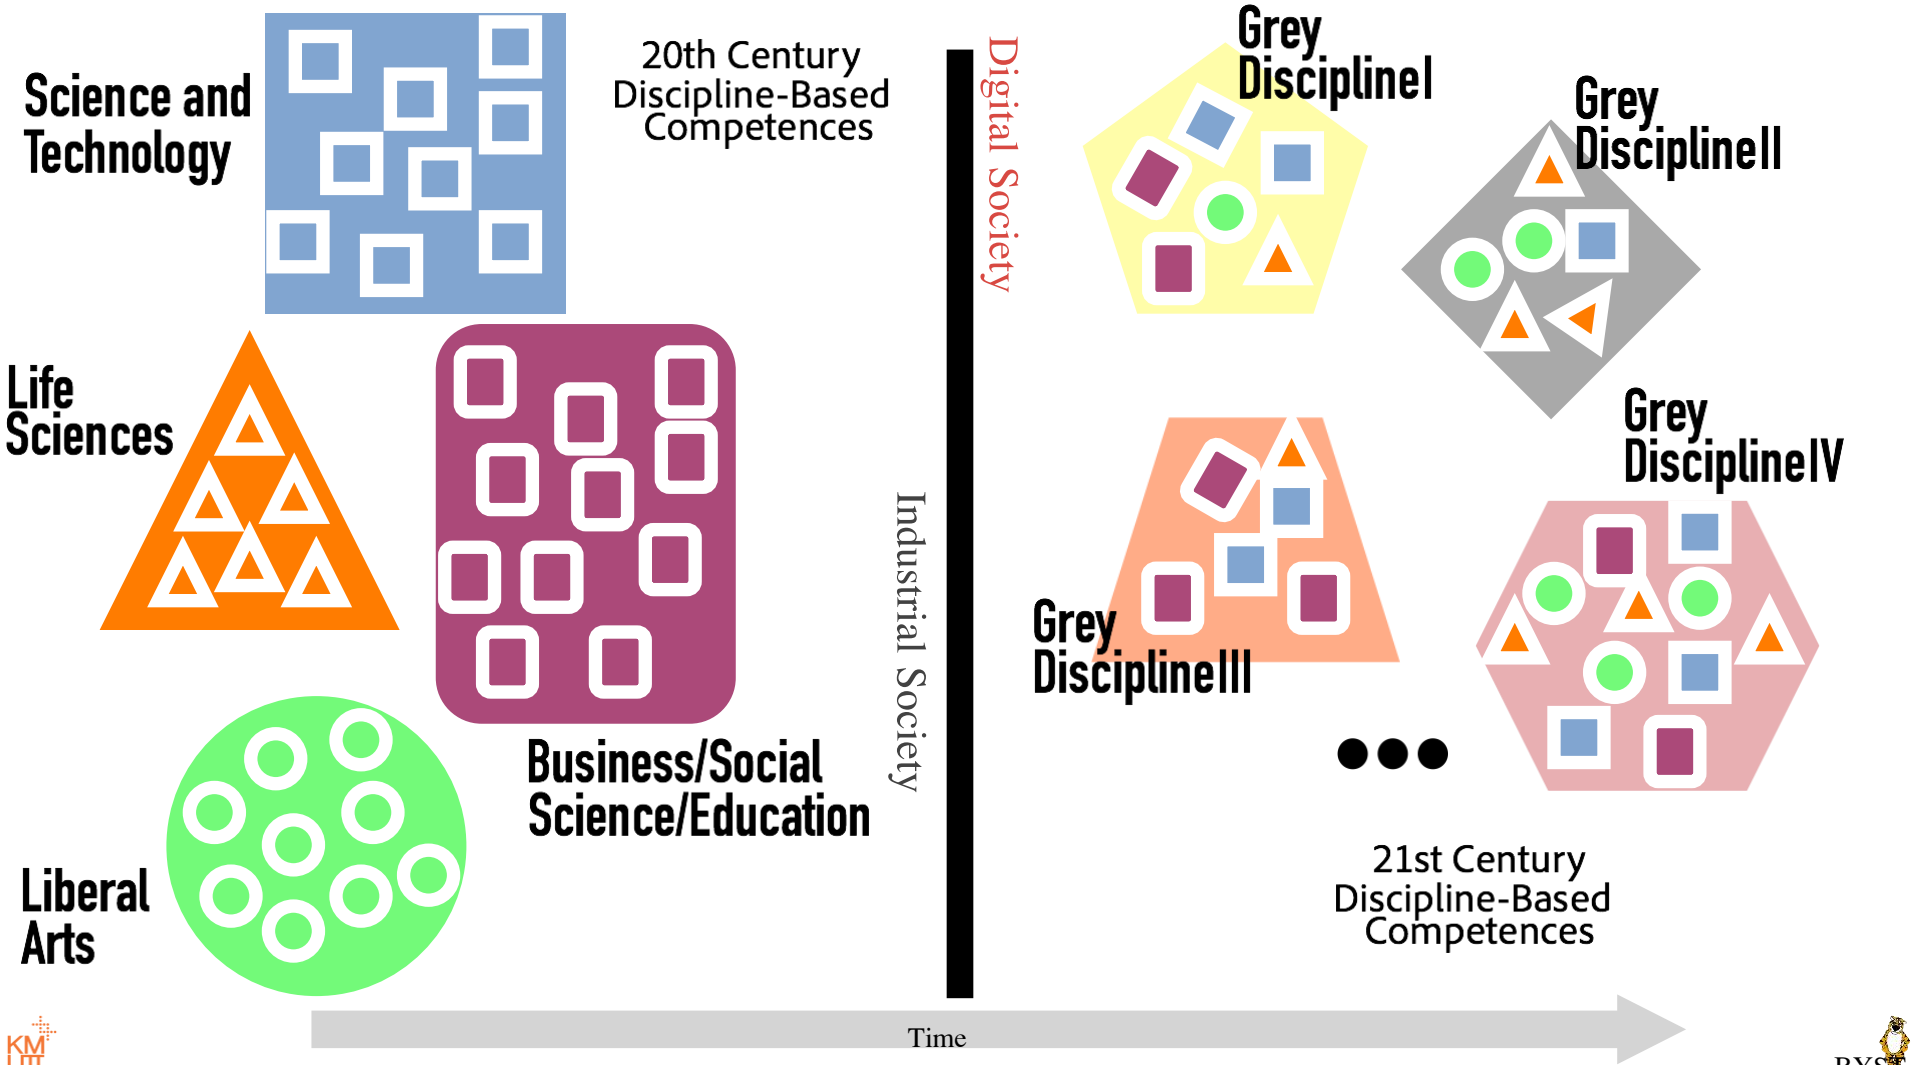 Science and
Technology
20th Century
Discipline-Based
Competences
Life
Sciences
Business/Social
Science/Education
Liberal
Arts
Industrial Society
Digital Society
Grey
DisciplineI
Grey
DisciplineII
Grey
DisciplineIII
Grey
DisciplineIV
21st Century
Discipline-Based
Competences
Time
KM